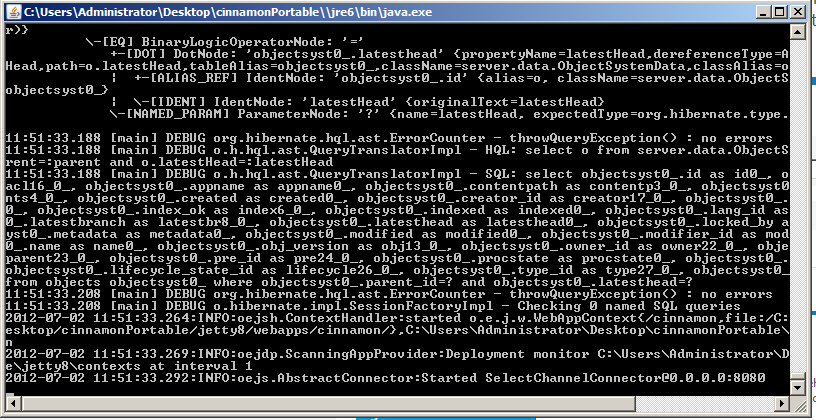 C:\Users\Administrator\Desktop\cinnamonPortable\\jre6\bin\java.exe
r)}
\-[EQ] BinaryLogicOperatorNode: '='
+-[DOT] DotNode: 'objectsyst0_.latesthead' {propertyName=latestHead,dereferenceType=A
Head,path=o.latestHead,tableAlias=objectsyst0_,className=server.data.ObjectSystemData,classAlias=o
¦  +-[ALIAS_REF] IdentNode: 'objectsyst0_.id' {alias=o, className=server.data.ObjectS
objectsyst0_}
¦  \-[IDENT] IdentNode: 'latestHead' {originalText=latestHead}
\-[NAMED_PARAM] ParameterNode: '?' {name=latestHead, expectedType=org.hibernate.type.
11:51:33.188 [main] DEBUG org.hibernate.hql.ast.ErrorCounter - throwQueryException() : no errors
11:51:33.188 [main] DEBUG o.h.hql.ast.QueryTranslatorImpl - HQL: select o from server.data.ObjectS
rent=:parent and o.latestHead=:latestHead
11:51:33.188 [main] DEBUG o.h.hql.ast.QueryTranslatorImpl - SQL: select objectsyst0_.id as id0_, o
acl16_0_, objectsyst0_.appname as appname0_, objectsyst0_.contentpath as contentp3_0_, objectsyst0
nts4_0_, objectsyst0_.created as created0_, objectsyst0_.creator_id as creator17_0_, objectsyst0_.
0_, objectsyst0_.index_ok as index6_0_, objectsyst0_.indexed as indexed0_, objectsyst0_.lang_id as
0_.latestbranch as latestbr8_0_, objectsyst0_.latesthead as latesthead0_, objectsyst0_.locked_by a
yst0_.metadata as metadata0_, objectsyst0_.modified as modified0_, objectsyst0_.modifier_id as mod
0_.name as name0_, objectsyst0_.obj_version as obj13_0_, objectsyst0_.owner_id as owner22_0_, obje
parent23_0_, objectsyst0_.pre_id as pre24_0_, objectsyst0_.procstate as procstate0_, objectsyst0_.
objectsyst0_.lifecycle_state_id as lifecycle26_0_, objectsyst0_.type_id as type27_0_, objectsyst0_
from objects objectsyst0_ where objectsyst0_.parent_id=? and objectsyst0_.latesthead=?
11:51:33.208 [main] DEBUG org.hibernate.hql.ast.ErrorCounter - throwQueryException() : no errors
11:51:33.208 [main] DEBUG o.hibernate.impl.SessionFactoryImpl - Checking 0 named SQL queries
2012-07-02 11:51:33.264:INFO:oejsh.ContextHandler:started o.e.j.w.WebAppContext{/cinnamon,file:/C:
esktop/cinnamonPortable/jetty8/webapps/cinnamon/},C:\Users\Administrator\Desktop\cinnamonPortable\
n
2012-07-02 11:51:33.269:INFO:oejdp.ScanningAppProvider:Deployment monitor C:\Users\Administrator\D
e\jetty8\contexts at interval 1
2012-07-02 11:51:33.292:INFO:oejs.AbstractConnector:Started SelectChannelConnector@0.0.0.0:8080